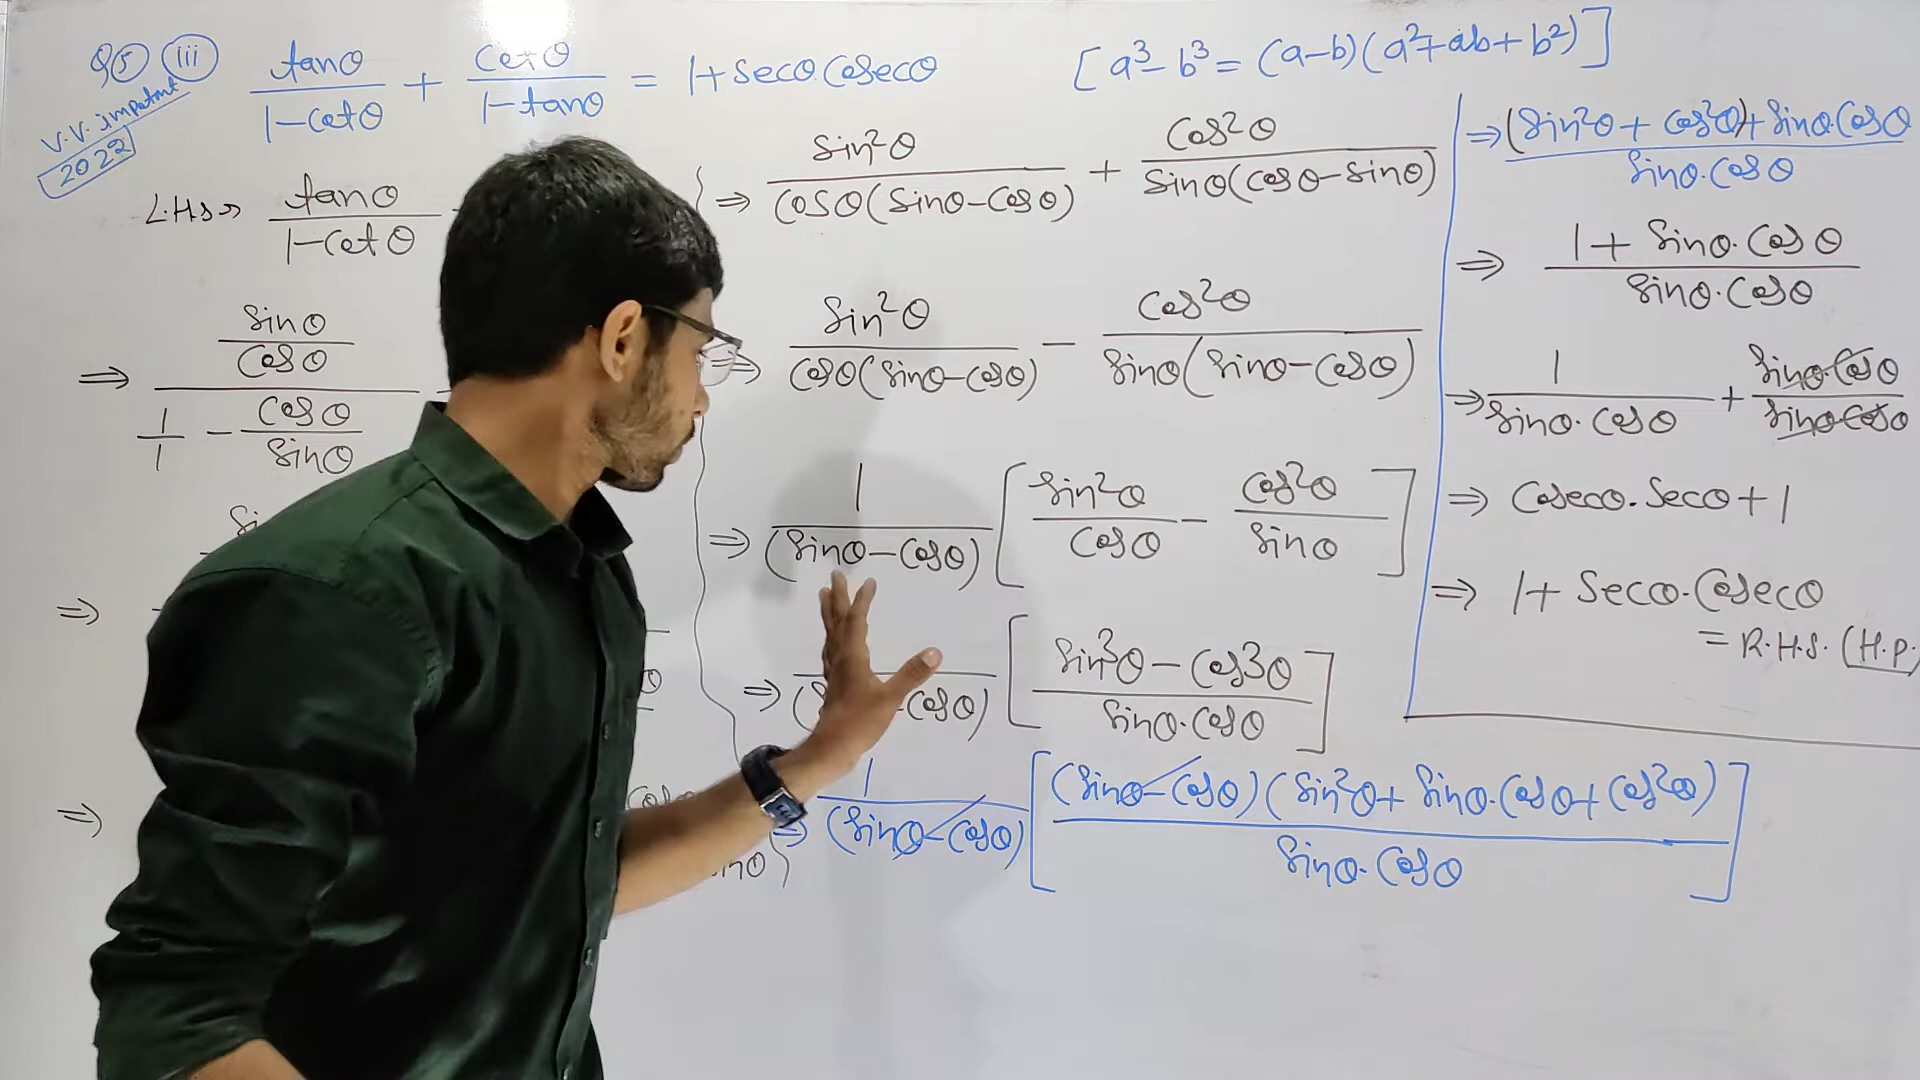 Q5 iii tanθ/1-cotθ + cotθ/1-tanθ = 1+secθ.cosecθ
V.V. impotant
2022
[a³-b³ = (a-b)(a²+ab+b²)]
L.H.S → tanθ/1-cotθ
⇒ sinθ/cosθ / 1/1 - cosθ/sinθ
⇒
⇒
⇒ sin²θ/cosθ(sinθ-cosθ) + cos²θ/sinθ(cosθ-sinθ)
⇒ sin²θ/cosθ(sinθ-cosθ) - cos²θ/sinθ(sinθ-cosθ)
⇒ 1/(sinθ-cosθ) [sin²θ/cosθ - cos²θ/sinθ]
⇒ -cosθ) [sin³θ-cos3θ/sinθ.cosθ]
⇒ 1/(sinθ-cosθ) [(sinθ-cosθ)(sin²θ+sinθ.cosθ+cos²θ)/sinθ.cosθ]
⇒ (sin²θ+cos²θ)+sinθ.cosθ/sinθ.cosθ
⇒ 1+sinθ.cosθ/sinθ.cosθ
⇒ 1/sinθ.cosθ + sinθ.cosθ/sinθ.cosθ
⇒ cosecθ.secθ+1
⇒ 1+secθ.cosecθ
= R.H.S. (H.P.)